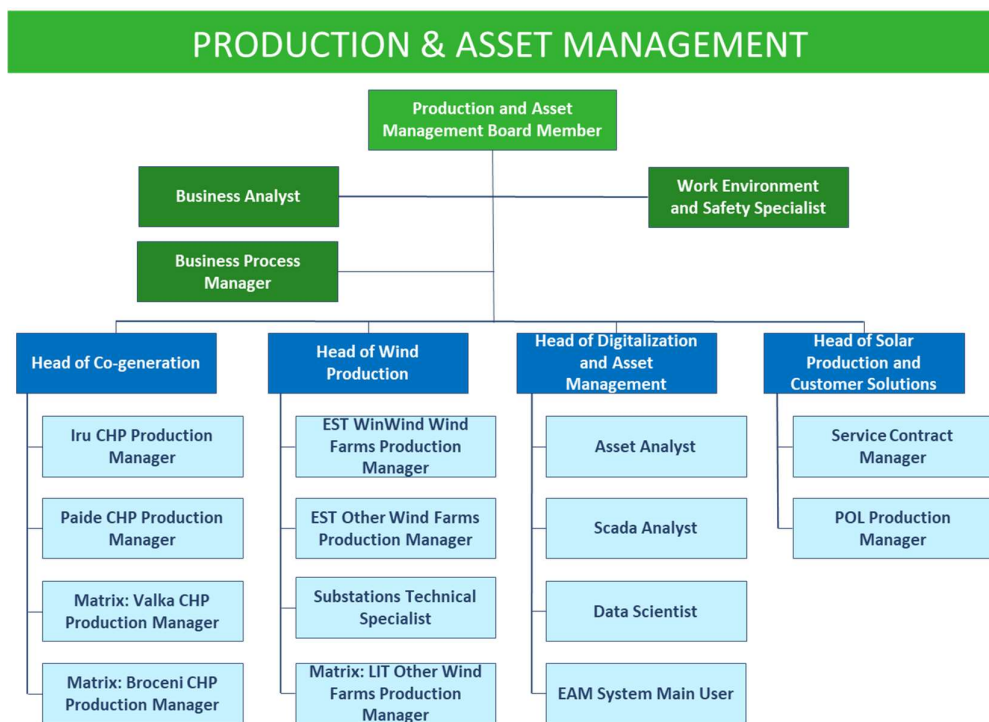 PRODUCTION & ASSET MANAGEMENT
Production and Asset
Management Board Member
Business Analyst
Work Environment
and Safety Specialist
Business Process
Manager
Head of Co-generation
Head of Wind
Production
Head of Digitalization
and Asset
Management
Head of Solar
Production and
Customer Solutions
Iru CHP Production
Manager
Paide CHP Production
Manager
Matrix: Valka CHP
Production Manager
Matrix: Broceni CHP
Production Manager
EST WinWind Wind
Farms Production
Manager
EST Other Wind Farms
Production Manager
Substations Technical
Specialist
Matrix: LIT Other Wind
Farms Production
Manager
Asset Analyst
Scada Analyst
Data Scientist
EAM System Main User
Service Contract
Manager
POL Production
Manager